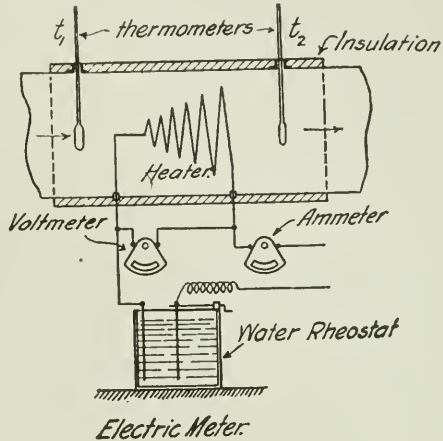 t₁ thermometers t₂
Insulation
Heater.
Voltmeter
Ammeter
Water Rheostat
Electric Meter.